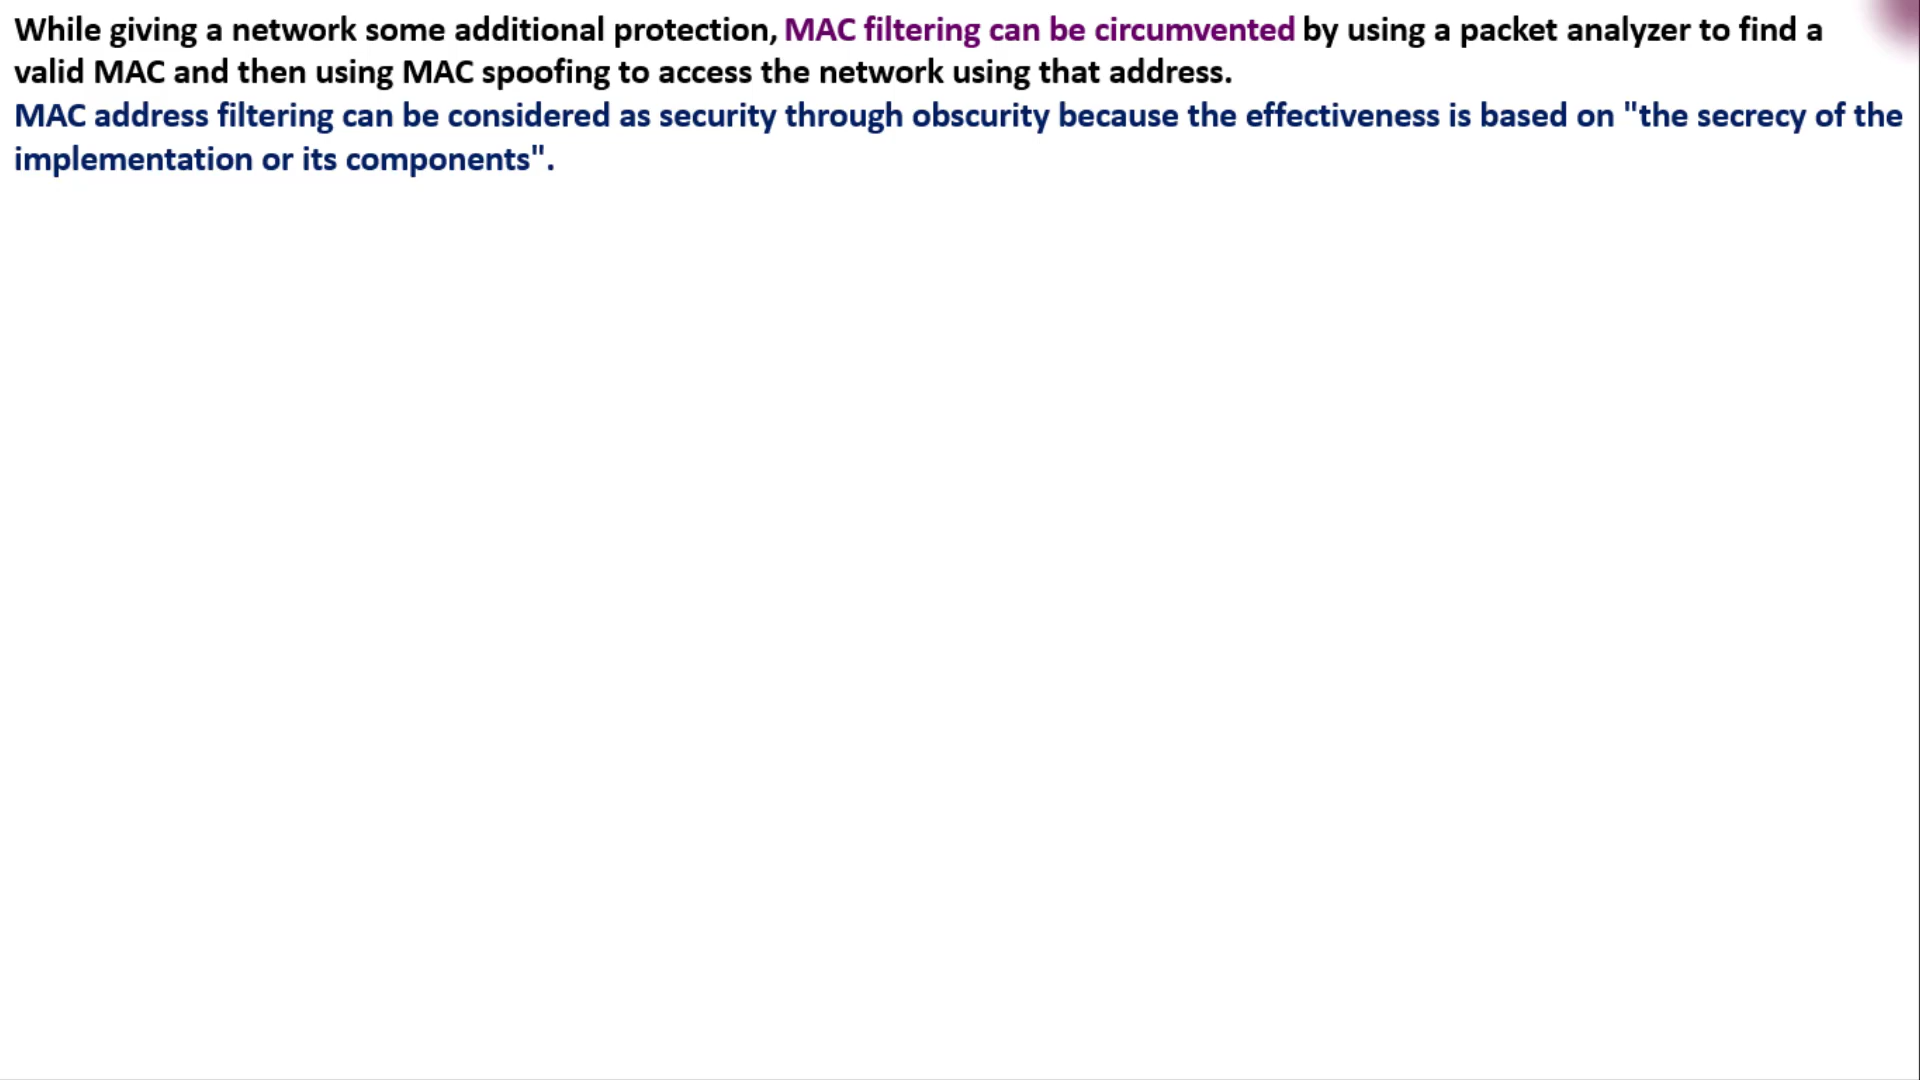 While giving a network some additional protection, MAC filtering can be circumvented by using a packet analyzer to find a
valid MAC and then using MAC spoofing to access the network using that address.
MAC address filtering can be considered as security through obscurity because the effectiveness is based on "the secrecy of the
implementation or its components".